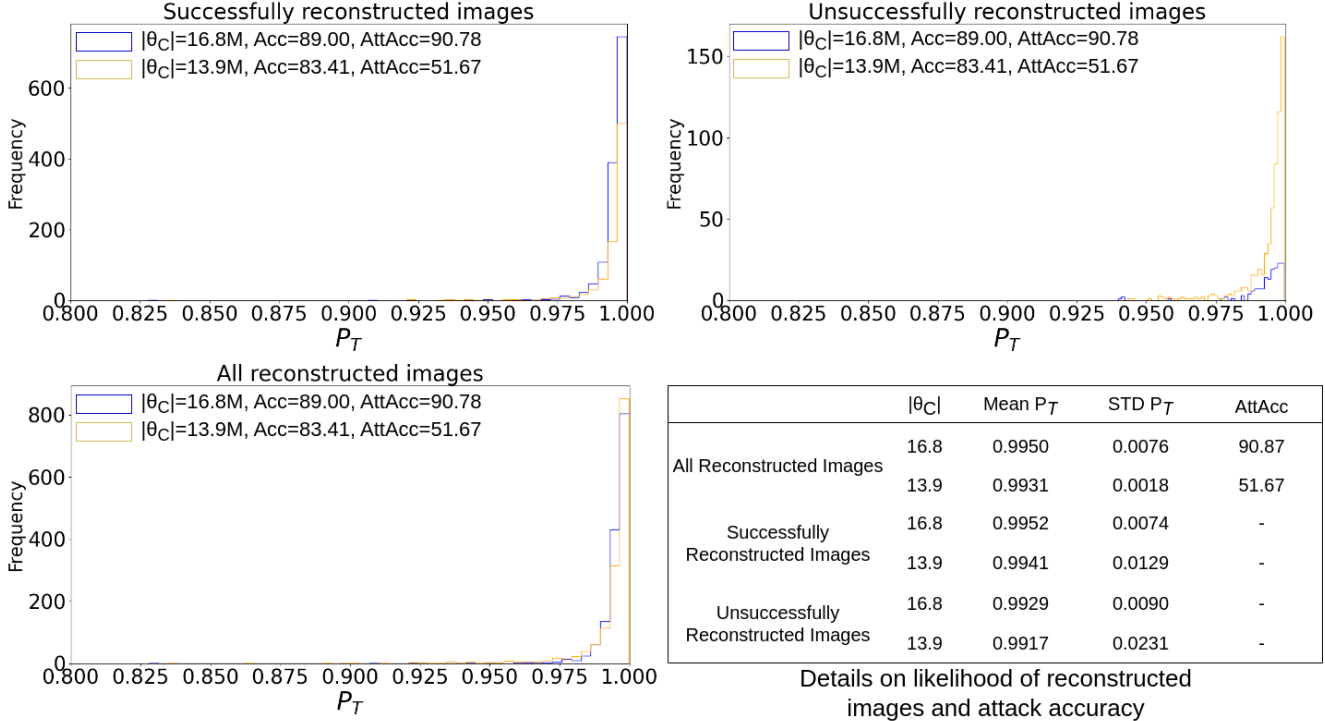 Successfully reconstructed images
|θC|=16.8M, Acc=89.00, AttAcc=90.78
|θC|=13.9M, Acc=83.41, AttAcc=51.67
Frequency
600
400
200
0
0.800 0.825 0.850 0.875 0.900 0.925 0.950 0.975 1.000
PT
Unsuccessfully reconstructed images
|θC|=16.8M, Acc=89.00, AttAcc=90.78
|θC|=13.9M, Acc=83.41, AttAcc=51.67
Frequency
150
100
50
0
0.800 0.825 0.850 0.875 0.900 0.925 0.950 0.975 1.000
PT
All reconstructed images
|θC|=16.8M, Acc=89.00, AttAcc=90.78
|θC|=13.9M, Acc=83.41, AttAcc=51.67
Frequency
800
600
400
200
0
0.800 0.825 0.850 0.875 0.900 0.925 0.950 0.975 1.000
PT
|θC| Mean PT STD PT AttAcc
All Reconstructed Images
16.8 0.9950 0.0076 90.87
13.9 0.9931 0.0018 51.67
Successfully
Reconstructed Images
16.8 0.9952 0.0074 -
13.9 0.9941 0.0129 -
Unsuccessfully
Reconstructed Images
16.8 0.9929 0.0090 -
13.9 0.9917 0.0231 -
Details on likelihood of reconstructed
images and attack accuracy